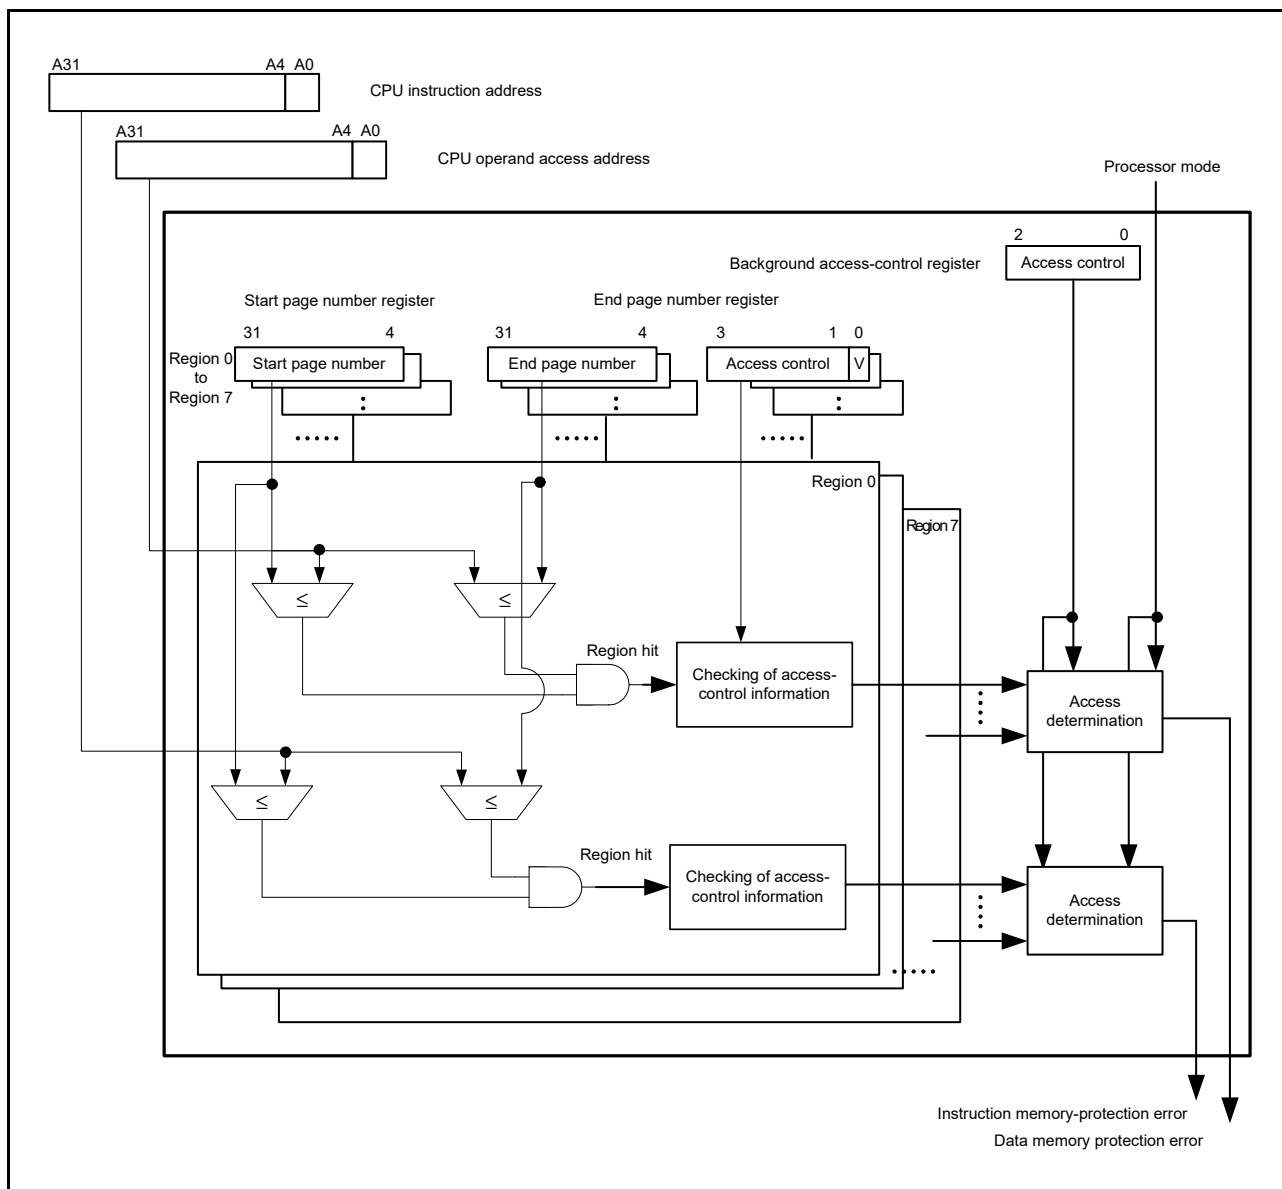 A31 A4 A0
CPU instruction address
A31 A4 A0
CPU operand access address
Processor mode
2 0
Background access-control register
Access control
Start page number register
End page number register
31 4
31 4
3 1 0
Region 0
to
Region 7
Start page number
End page number
Access control V
:
:
:
.....
.....
.....
Region 0
Region 7
≤
≤
Region hit
Checking of access-
control information
Access
determination
≤
≤
Region hit
Checking of access-
control information
Access
determination
.....
Instruction memory-protection error
Data memory protection error